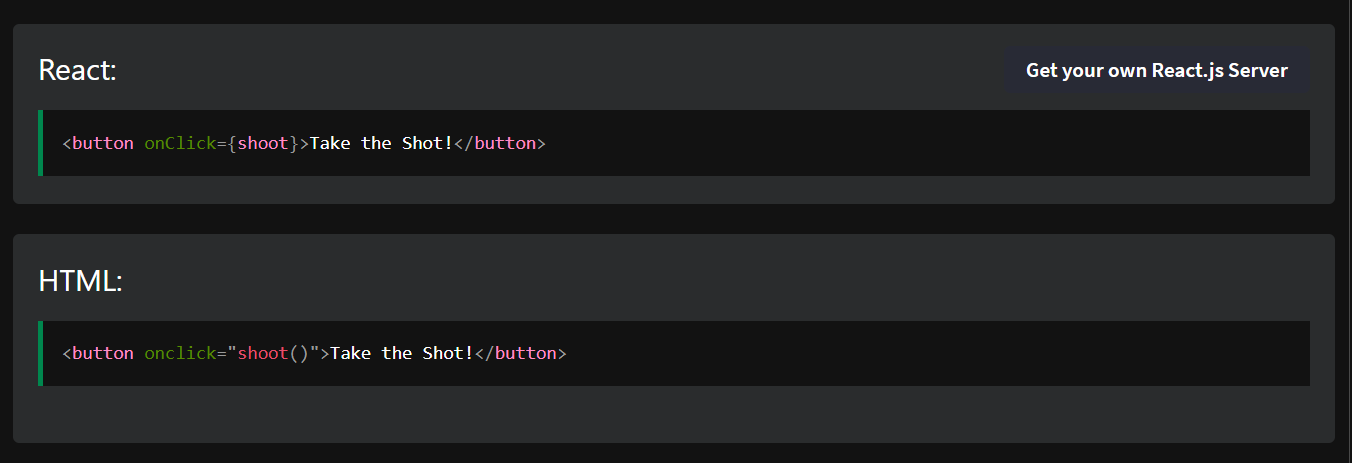 React:
Get your own React.js Server
<button onClick={shoot}>Take the Shot!</button>
HTML:
<button onclick="shoot()">Take the Shot!</button>